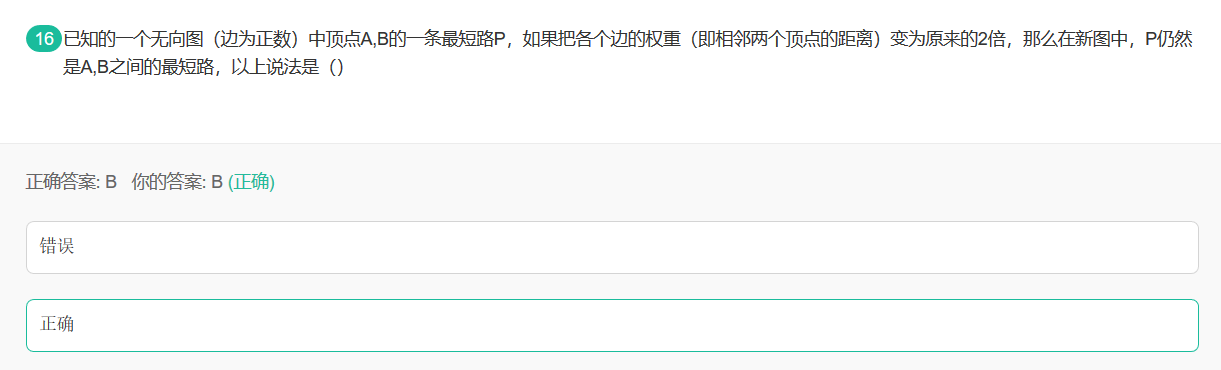 16 已知的一个无向图（边为正数）中顶点A,B的一条最短路P，如果把各个边的权重（即相邻两个顶点的距离）变为原来的2倍，那么在新图中，P仍然
是A,B之间的最短路，以上说法是（）
正确答案: B 你的答案: B (正确)
错误
正确